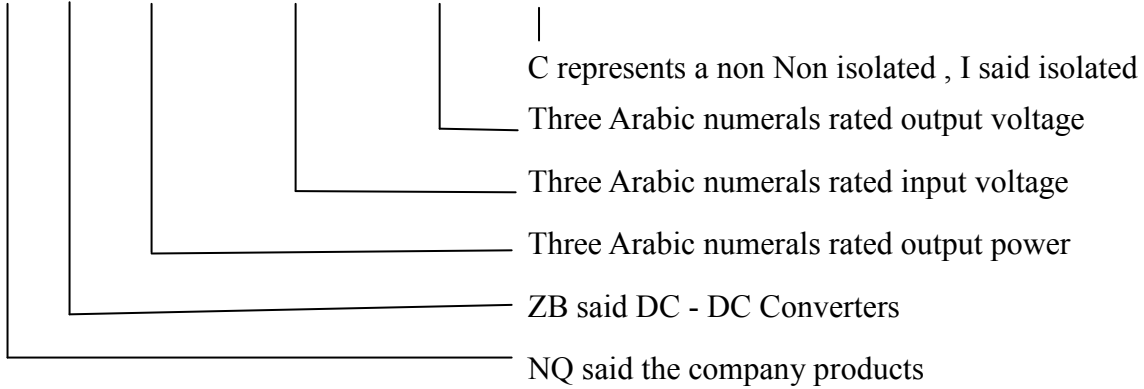 C represents a non Non isolated , I said isolated
Three Arabic numerals rated output voltage
Three Arabic numerals rated input voltage
Three Arabic numerals rated output power
ZB said DC - DC Converters
NQ said the company products